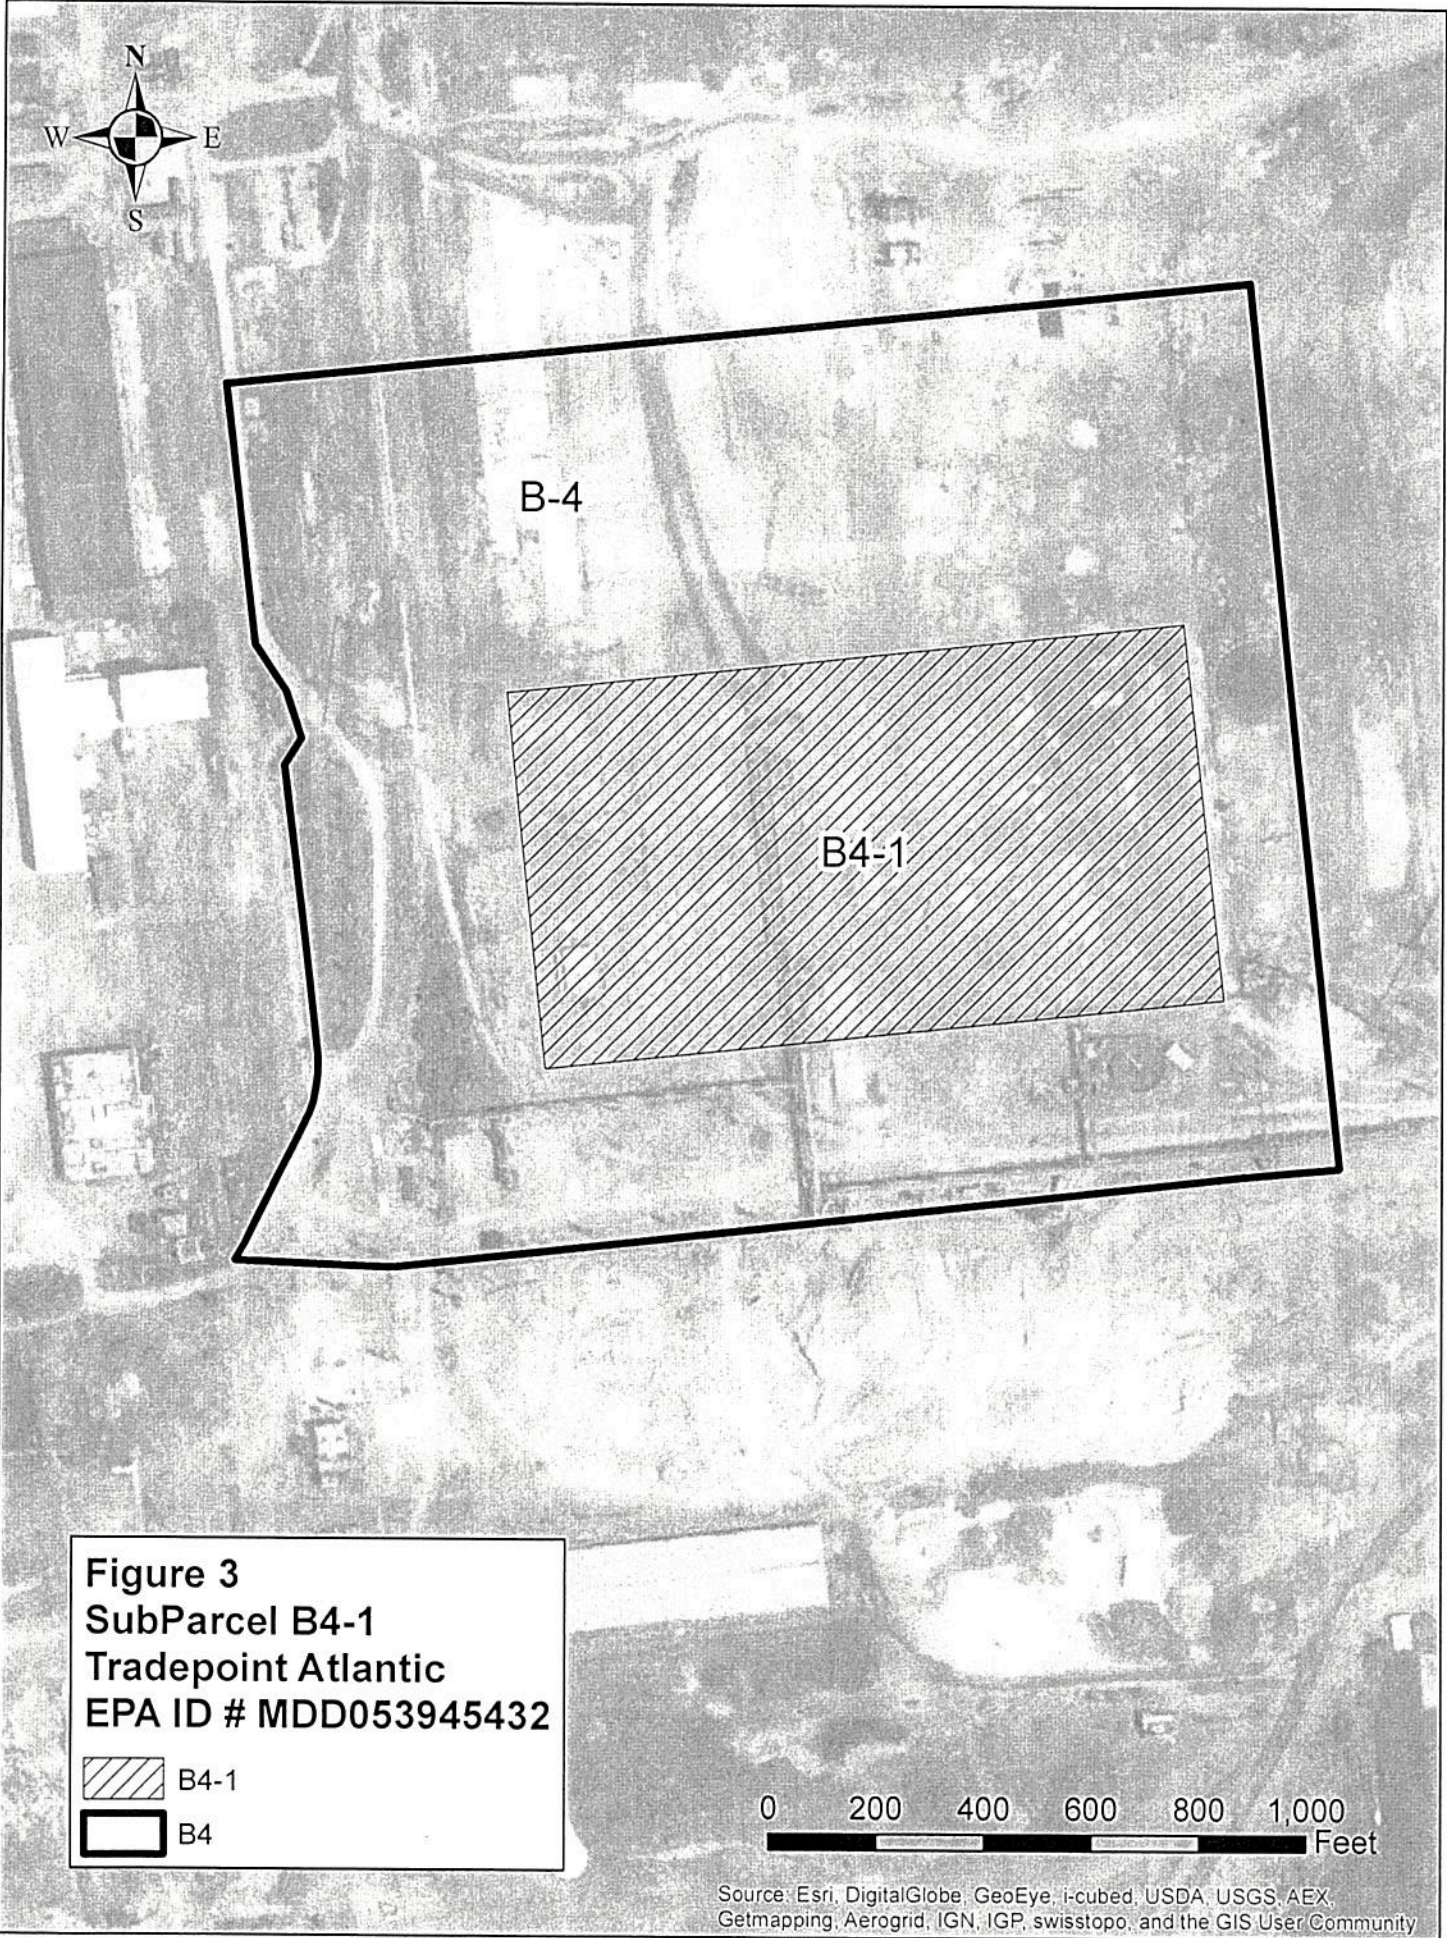 N
W E
S
B-4
B4-1
Figure 3
SubParcel B4-1
Tradepoint Atlantic
EPA ID # MDD053945432
B4-1
B4
0 200 400 600 800 1,000
Feet
Source: Esri, DigitalGlobe, GeoEye, i-cubed, USDA, USGS, AEX,
Getmapping, Aerogrid, IGN, IGP, swisstopo, and the GIS User Community